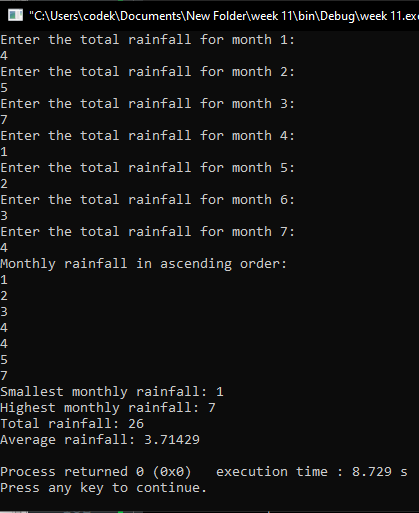 "C:\Users\codek\Documents\New Folder\week 11\bin\Debug\week 11.exe
Enter the total rainfall for month 1:
4
Enter the total rainfall for month 2:
5
Enter the total rainfall for month 3:
7
Enter the total rainfall for month 4:
1
Enter the total rainfall for month 5:
2
Enter the total rainfall for month 6:
3
Enter the total rainfall for month 7:
4
Monthly rainfall in ascending order:
1
2
3
4
4
5
7
Smallest monthly rainfall: 1
Highest monthly rainfall: 7
Total rainfall: 26
Average rainfall: 3.71429
Process returned 0 (0x0)   execution time : 8.729 s
Press any key to continue.